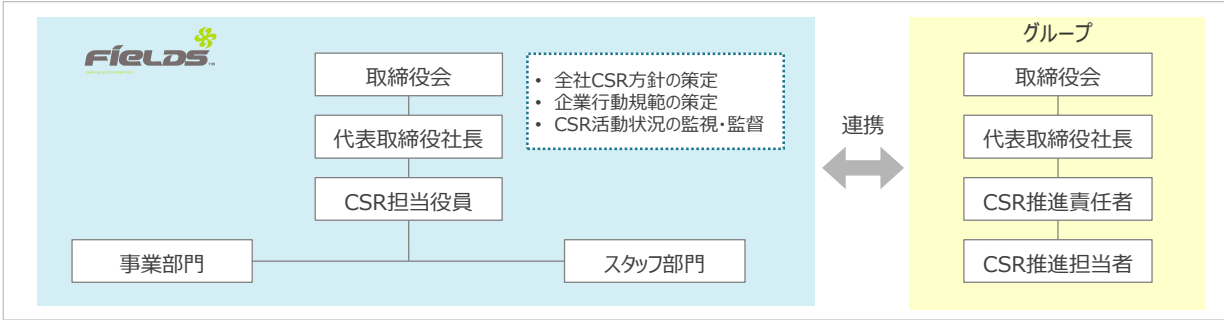 FIELDS
取締役会
代表取締役社長
CSR担当役員
事業部門
スタッフ部門
• 全社CSR方針の策定
• 企業行動規範の策定
• CSR活動状況の監視・監督
連携
グループ
取締役会
代表取締役社長
CSR推進責任者
CSR推進担当者